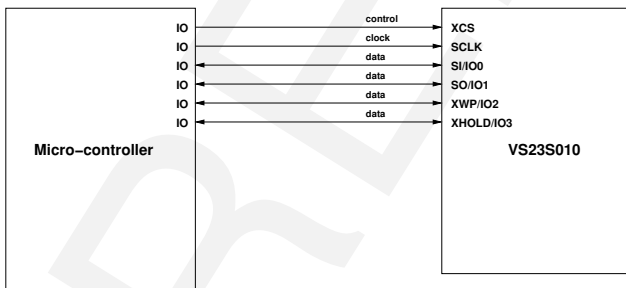 control
IO XCS
clock
IO SCLK
data
IO SI/IO0
data
IO SO/IO1
data
IO XWP/IO2
data
IO XHOLD/IO3
Micro-controller VS23S010